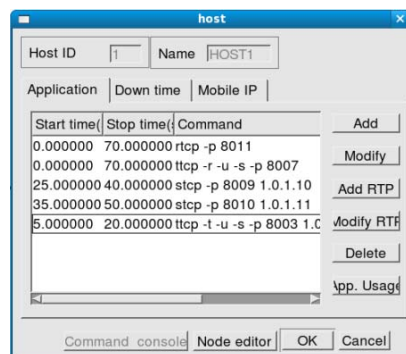 host
Host ID 1 Name HOST1
Application Down time Mobile IP
Start time( Stop time(s Command
0.000000 70.000000 rtcp -p 8011
0.000000 70.000000 ttcp -r -u -s -p 8007
25.000000 40.000000 stcp -p 8009 1.0.1.10
35.000000 50.000000 stcp -p 8010 1.0.1.11
5.000000 20.000000 ttcp -t -u -s -p 8003 1.0
Add
Modify
Add RTP
Modify RTP
Delete
App. Usage
Command console Node editor OK Cancel